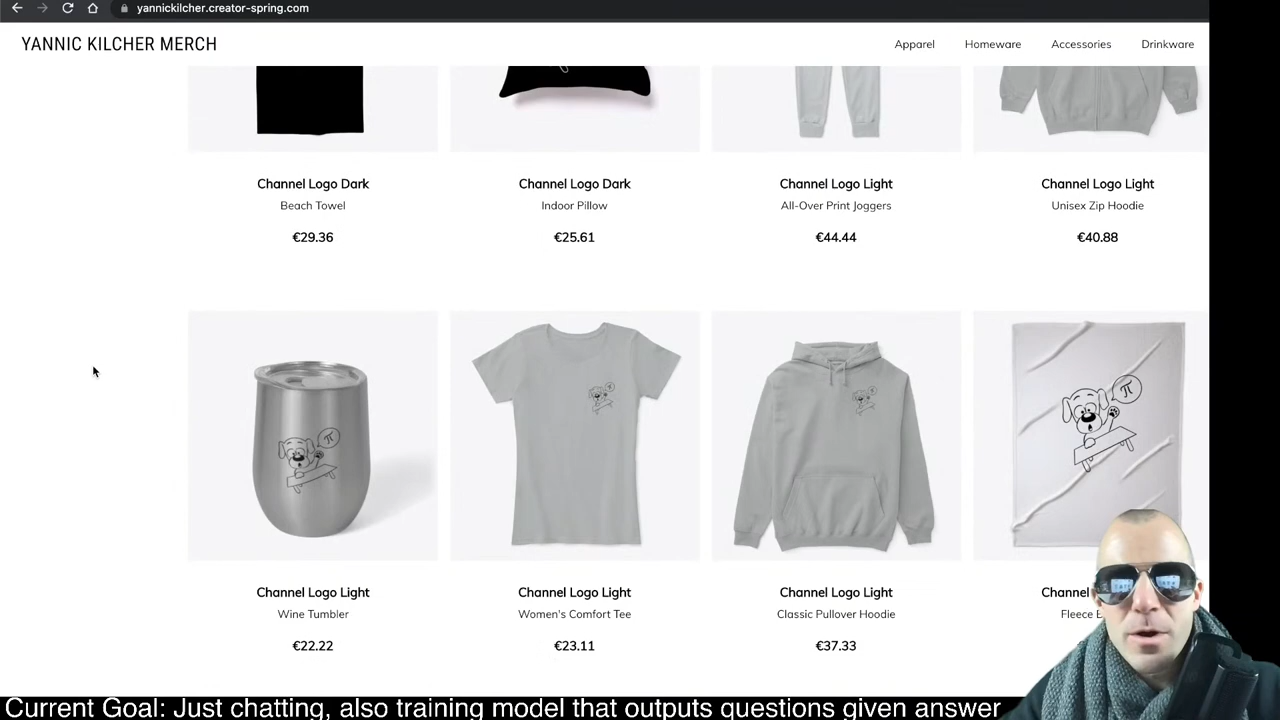 yannickilcher.creator-spring.com
YANNIC KILCHER MERCH
Apparel Homeware Accessories Drinkware
Channel Logo Dark Channel Logo Dark Channel Logo Light Channel Logo Light
Beach Towel Indoor Pillow All-Over Print Joggers Unisex Zip Hoodie
€29.36 €25.61 €44.44 €40.88
π π
Channel Logo Light Channel Logo Light Channel Logo Light Channel
Wine Tumbler Women's Comfort Tee Classic Pullover Hoodie Fleece
€22.22 €23.11 €37.33
Current Goal: Just chatting, also training model that outputs questions given answer